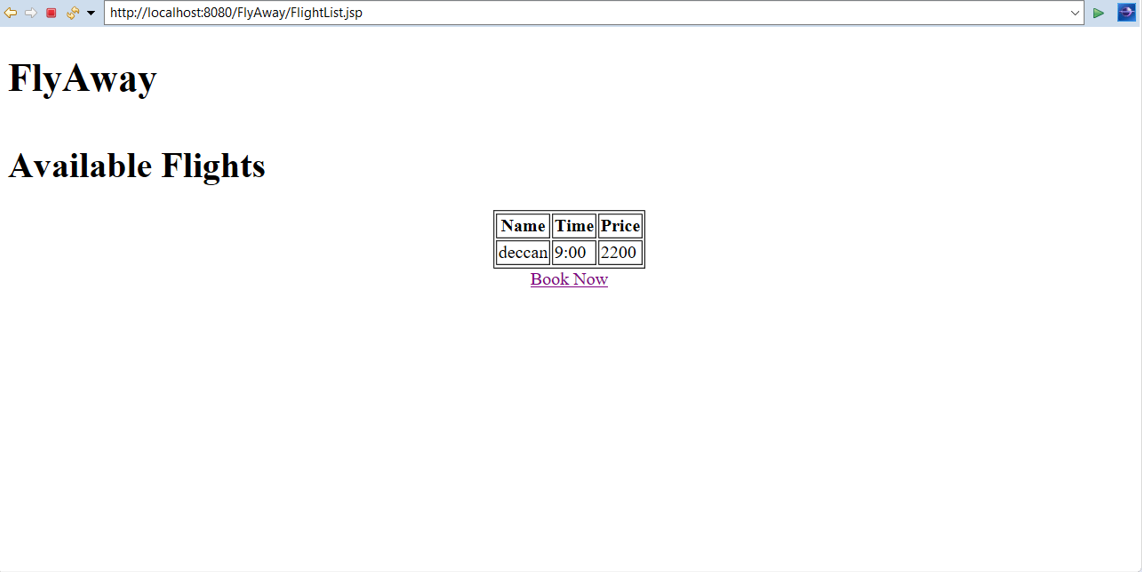 http://localhost:8080/FlyAway/FlightList.jsp
FlyAway
Available Flights
Name Time Price
deccan 9:00 2200
Book Now